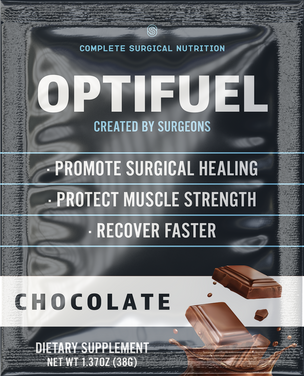 COMPLETE SURGICAL NUTRITION
OPTIFUEL
CREATED BY SURGEONS
· PROMOTE SURGICAL HEALING
· PROTECT MUSCLE STRENGTH
· RECOVER FASTER
CHOCOLATE
DIETARY SUPPLEMENT
NET WT 1.37OZ (38G)